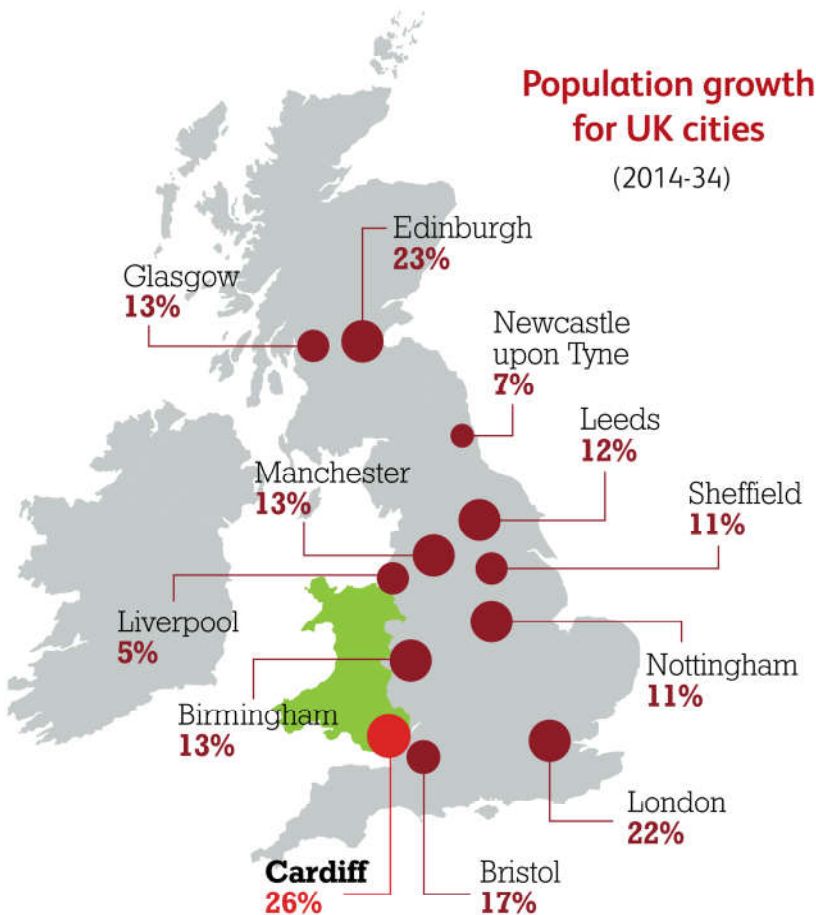 Population growth
for UK cities
(2014-34)
Edinburgh
23%
Glasgow
13%
Newcastle
upon Tyne
7%
Leeds
12%
Manchester
13%
Sheffield
11%
Liverpool
5%
Nottingham
11%
Birmingham
13%
London
22%
Cardiff
26%
Bristol
17%